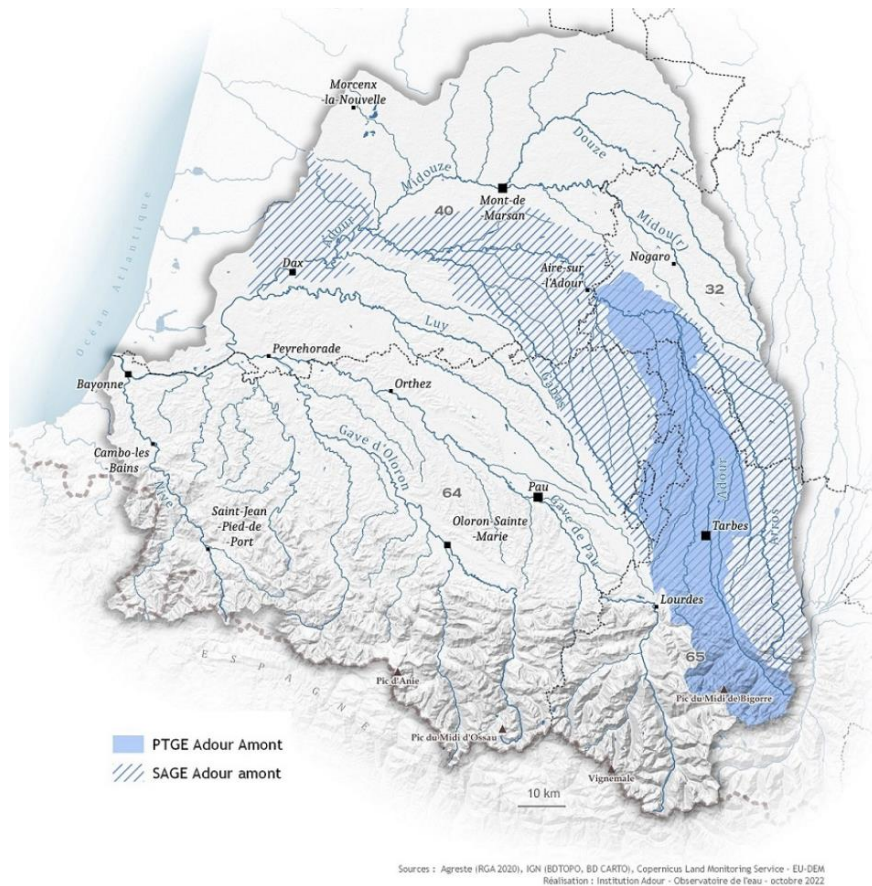 Morcenx
-la-Nouvelle
Douze
Midouze
Mont-de
-Marsan
40
Midou(r)
Adour
Nogaro
Dax
Aire-sur
-l'Adour
32
Océan Atlantique
Luy
Peyrehorade
Bayonne
Orthez
Gabas
Cambo-les
-Bains
Gave d'Oloron
Adour
Nive
64
Pau
Saint-Jean
-Pied-de
-Port
Oloron-Sainte
-Marie
Gave de Pau
Tarbes
Arros
Lourdes
65
ESPAGNE
Pic d'Anie
Pic du Midi de Bigorre
Pic du Midi d'Ossau
PTGE Adour Amont
SAGE Adour amont
Vignemale
10 km
Sources : Agreste (RGA 2020), IGN (BDTOPO, BD CARTO), Copernicus Land Monitoring Service - EU-DEM
Réalisation : Institution Adour - Observatoire de l'eau - octobre 2022